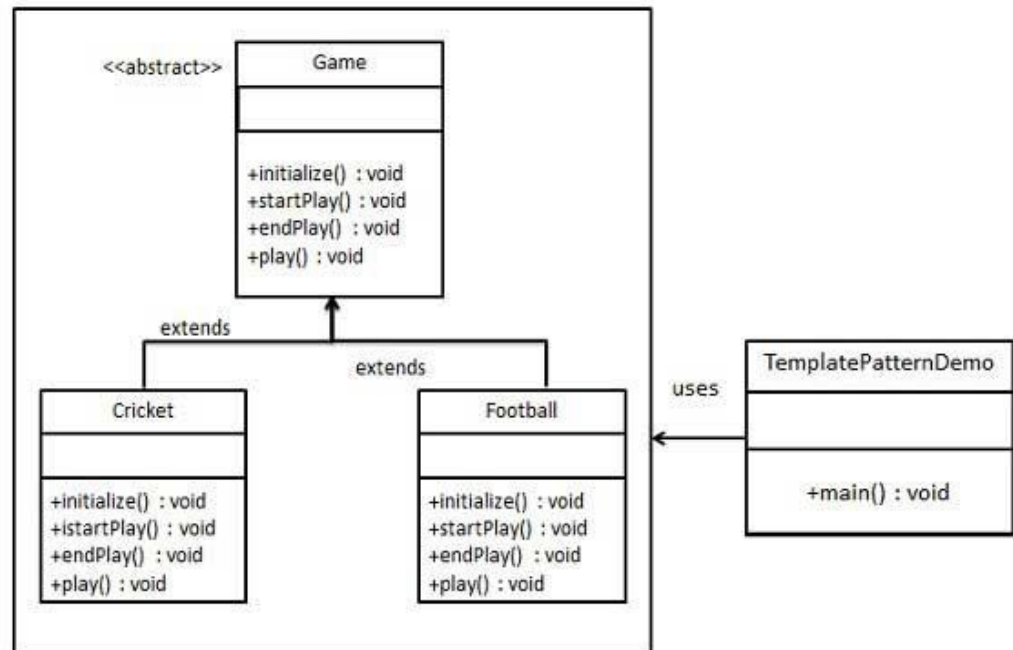 <<abstract>>
Game
+initialize() : void
+startPlay() : void
+endPlay() : void
+play() : void
extends
extends
Cricket
+initialize() : void
+istartPlay() : void
+endPlay() : void
+play() : void
Football
+initialize() : void
+startPlay() : void
+endPlay() : void
+play() : void
uses
TemplatePatternDemo
+main() : void